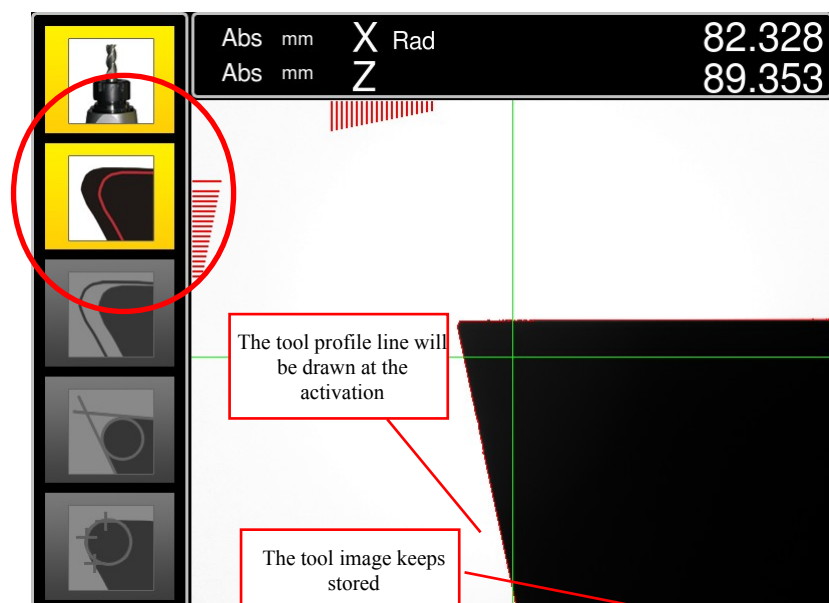 Abs mm X Rad 82.328
Abs mm Z 89.353
The tool profile line will
be drawn at the
activation
The tool image keeps
stored